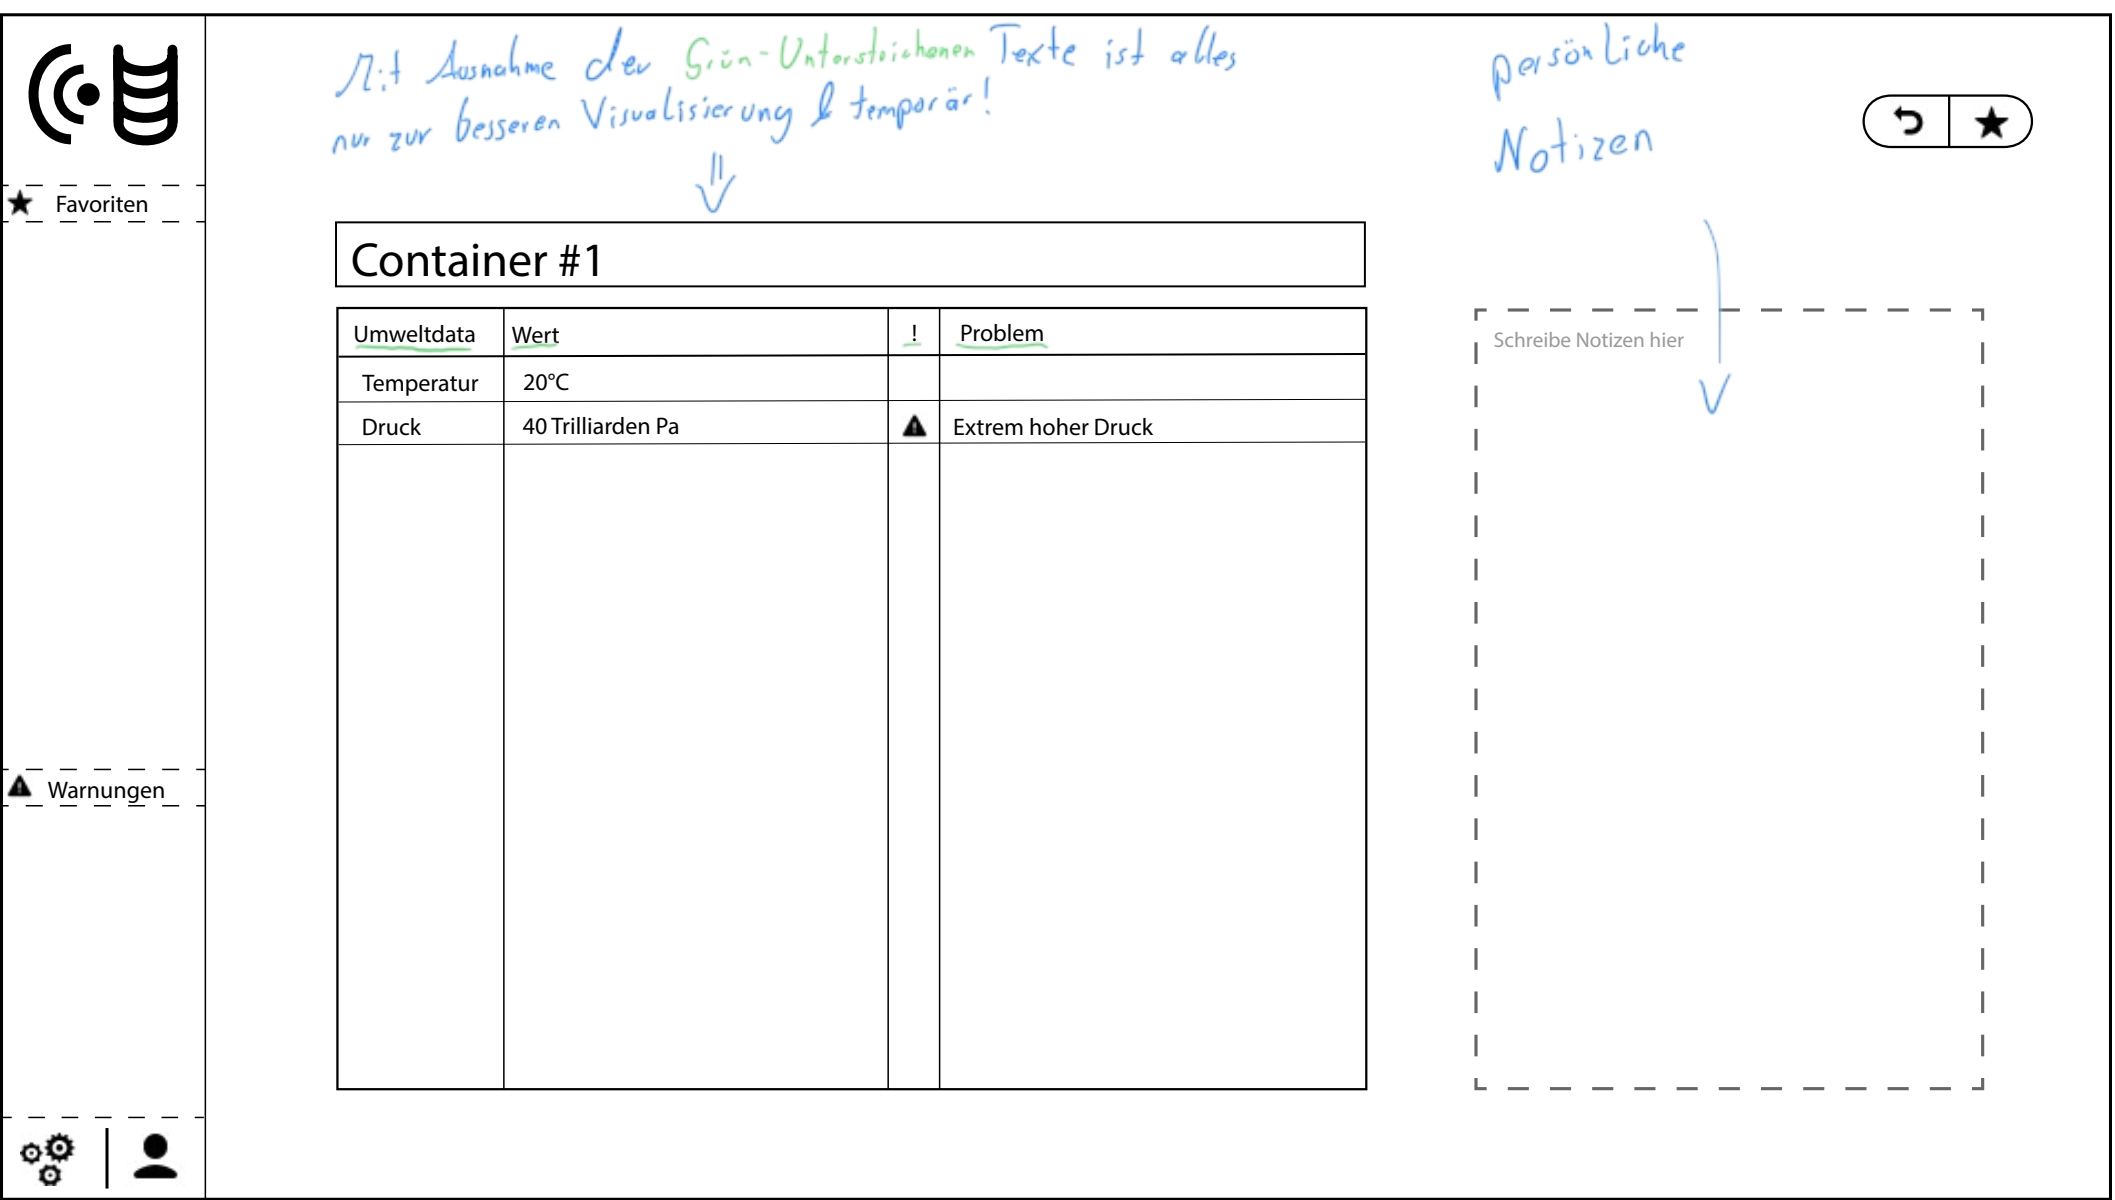 Mit Ausnahme der Grün-Unterstrichenen Texte ist alles
nur zur besseren Visualisierung & temporär!
persönliche
Notizen
Favoriten
Container #1
Umweltdata Wert ! Problem
Temperatur 20°C
Druck 40 Trilliarden Pa Extrem hoher Druck
Schreibe Notizen hier
Warnungen